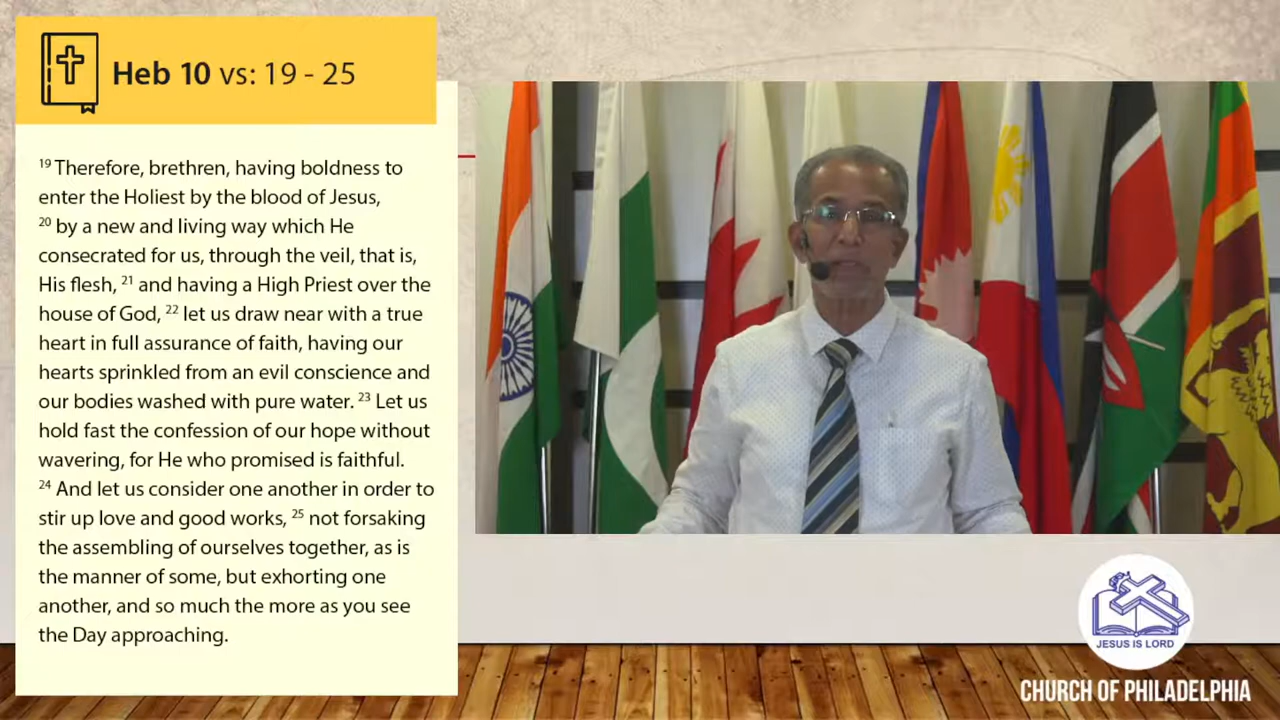 Heb 10 vs: 19 - 25
19 Therefore, brethren, having boldness to
enter the Holiest by the blood of Jesus,
20 by a new and living way which He
consecrated for us, through the veil, that is,
His flesh, 21 and having a High Priest over the
house of God, 22 let us draw near with a true
heart in full assurance of faith, having our
hearts sprinkled from an evil conscience and
our bodies washed with pure water. 23 Let us
hold fast the confession of our hope without
wavering, for He who promised is faithful.
24 And let us consider one another in order to
stir up love and good works, 25 not forsaking
the assembling of ourselves together, as is
the manner of some, but exhorting one
another, and so much the more as you see
the Day approaching.
JESUS IS LORD
CHURCH OF PHILADELPHIA